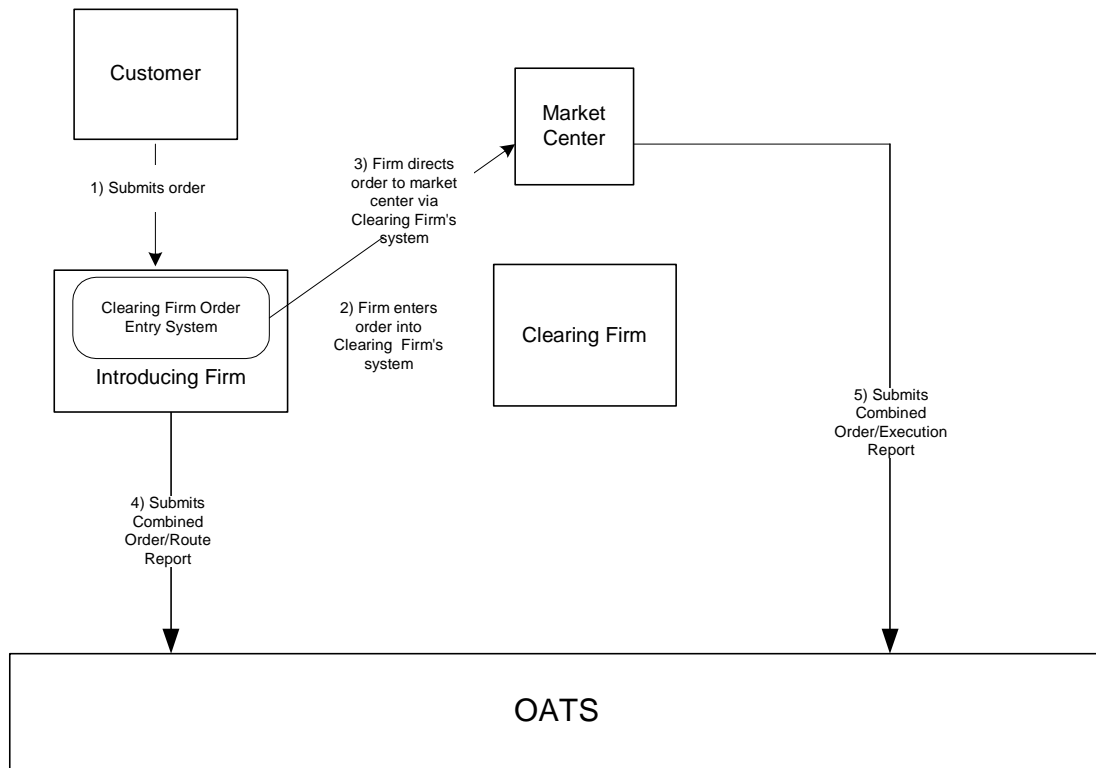 Customer
Market
Center
1) Submits order
3) Firm directs
order to market
center via
Clearing Firm's
system
Clearing Firm Order
Entry System
Introducing Firm
2) Firm enters
order into
Clearing Firm's
system
Clearing Firm
5) Submits
Combined
Order/Execution
Report
4) Submits
Combined
Order/Route
Report
OATS